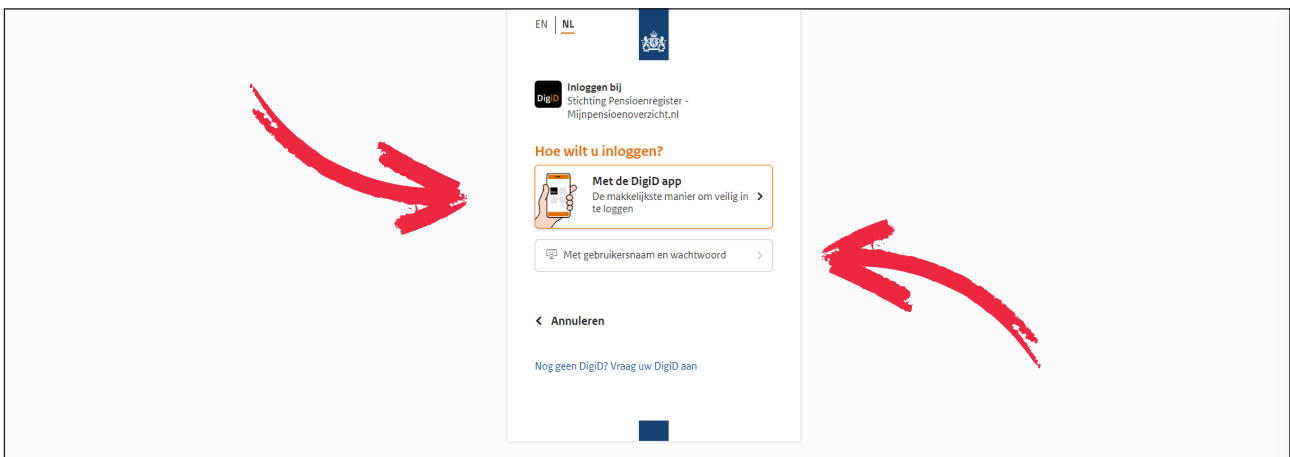 EN | NL
DigiD
Inloggen bij
Stichting Pensioenregister -
Mijnpensioenoverzicht.nl
Hoe wilt u inloggen?
Met de DigiD app
De makkelijkste manier om veilig in
te loggen
Met gebruikersnaam en wachtwoord
Annuleren
Nog geen DigiD? Vraag uw DigiD aan